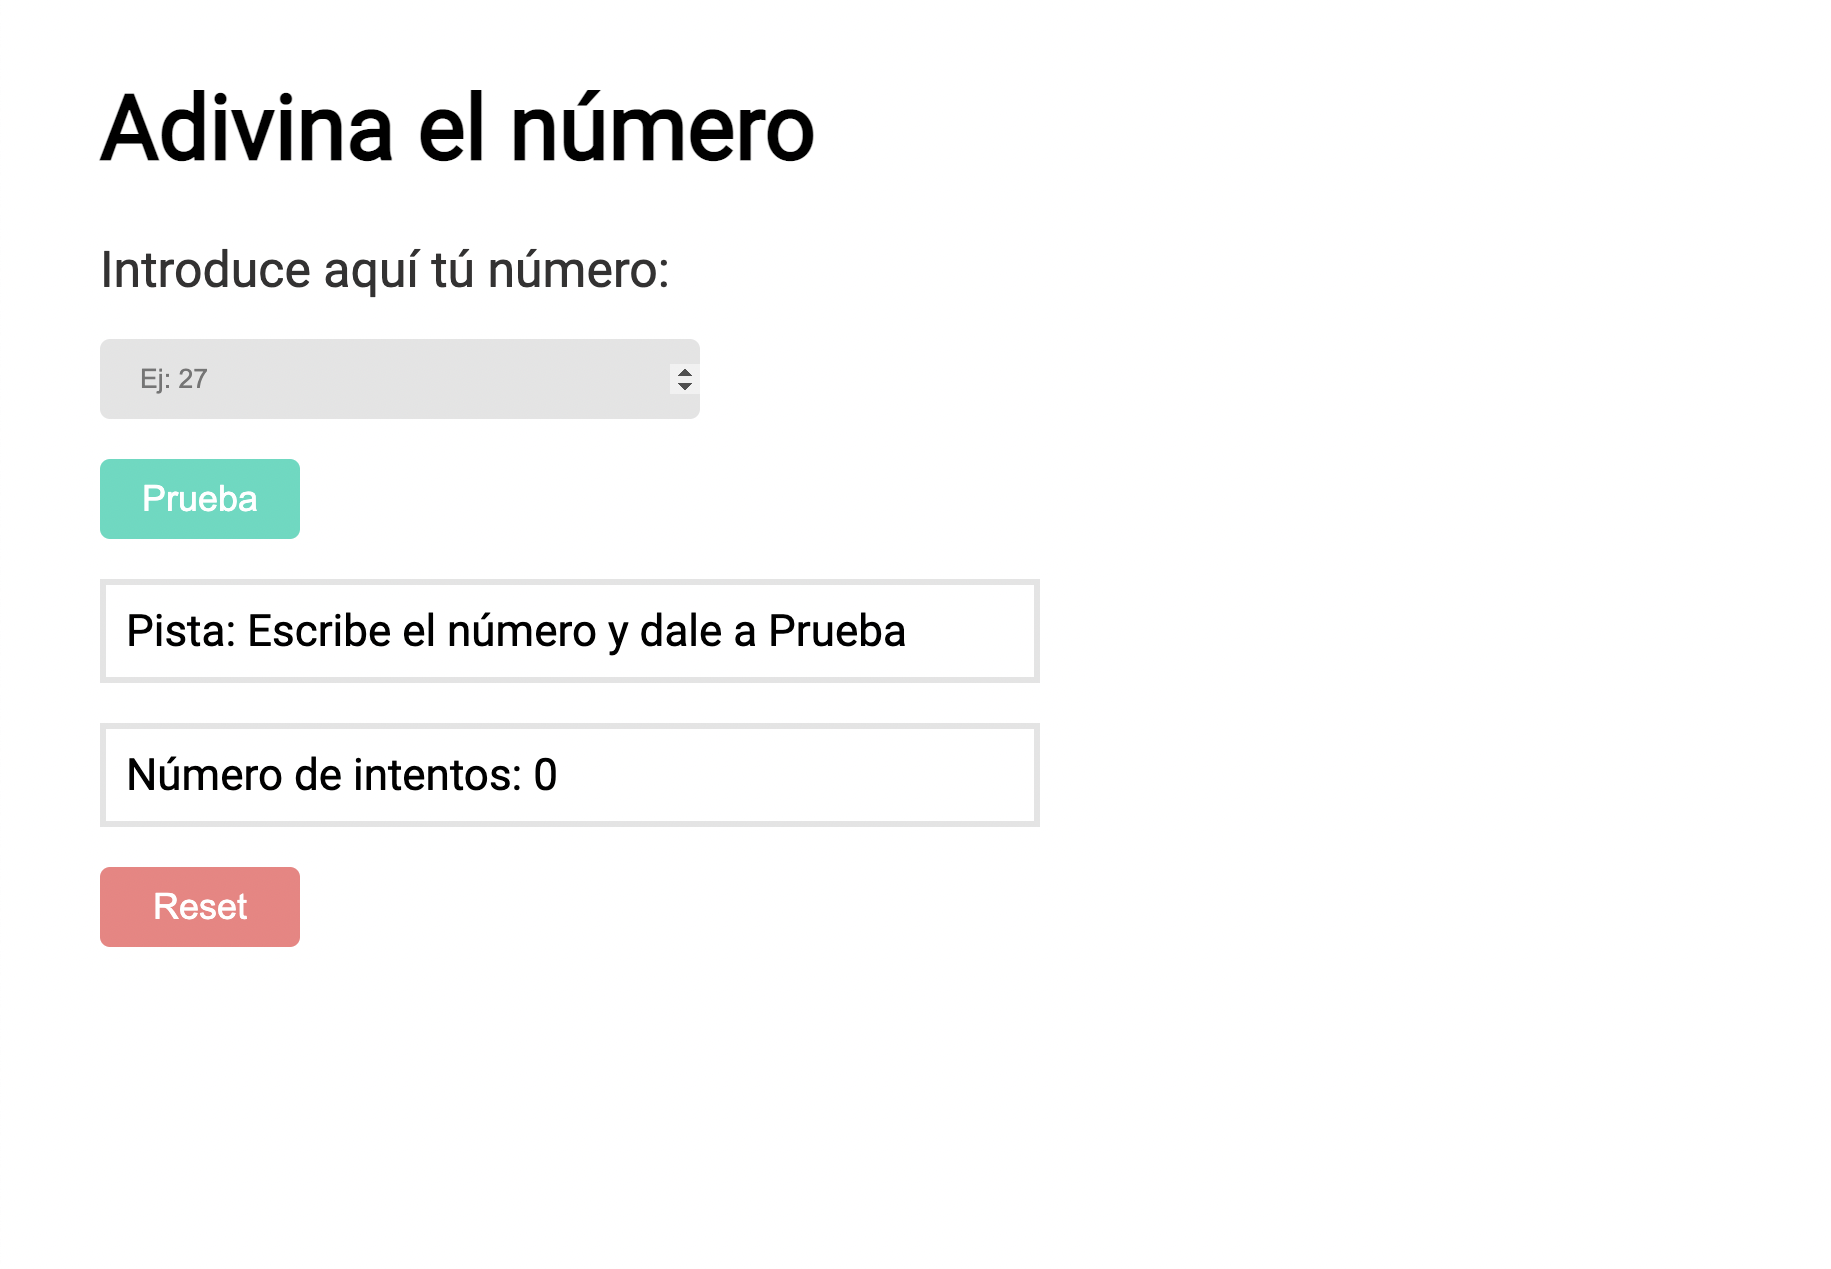 Adivina el número
Introduce aquí tú número:
Ej: 27
Prueba
Pista: Escribe el número y dale a Prueba
Número de intentos: 0
Reset